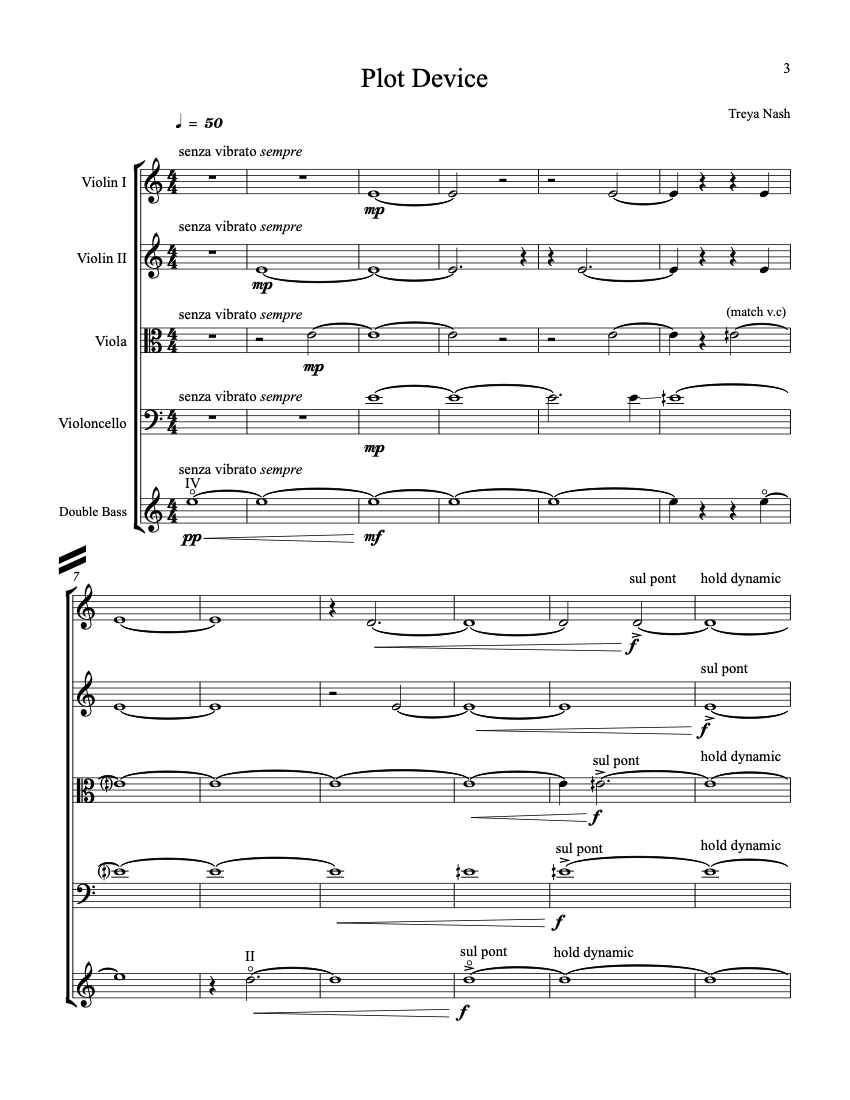 3
Plot Device
Treya Nash
♩ = 50
senza vibrato sempre
Violin I
mp
senza vibrato sempre
Violin II
mp
senza vibrato sempre
(match v.c)
Viola
mp
senza vibrato sempre
Violoncello
mp
senza vibrato sempre
IV
Double Bass
pp mf
7
sul pont hold dynamic
f
sul pont
f
sul pont hold dynamic
f
sul pont hold dynamic
f
II sul pont hold dynamic
f